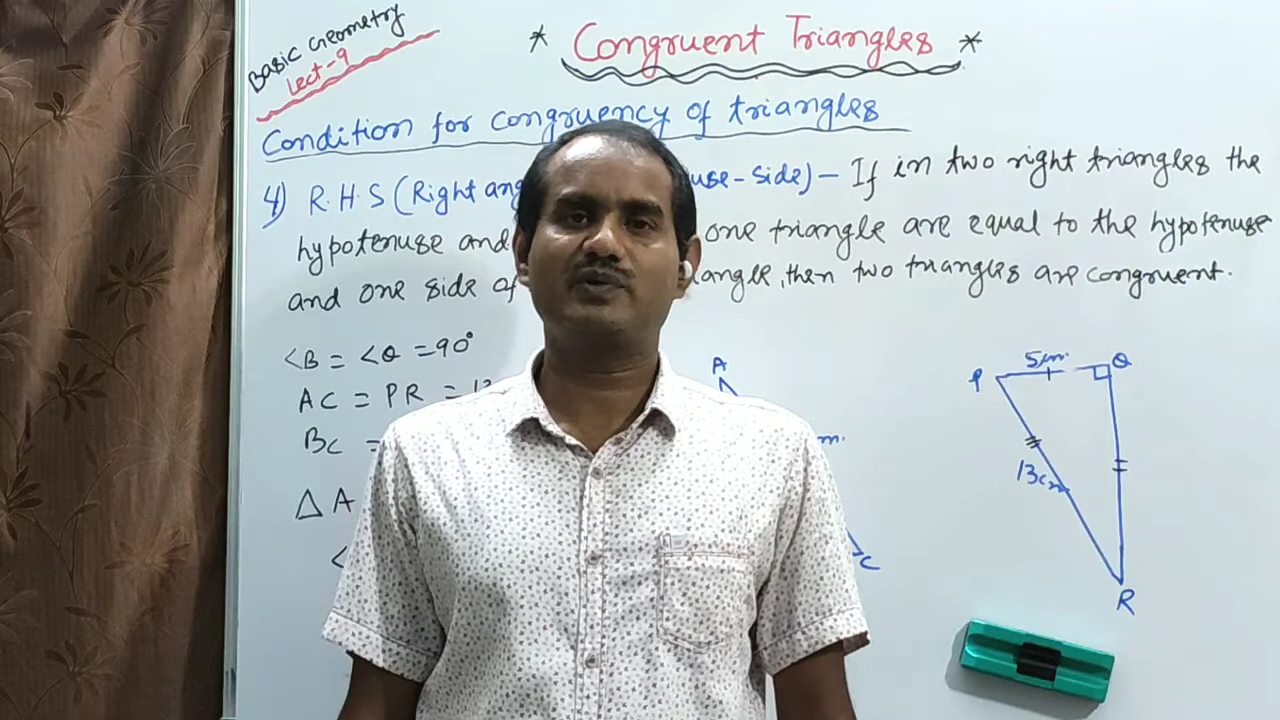 Basic Geometry
Lect-9
* Congruent Triangles *
Condition for congruency of triangles
4) R.H.S (Right ang use-Side) - If in two right triangles the
hypotenuse and one triangle are equal to the hypotenuse
and one side of angle, then two triangles are congruent.
<B = <Q = 90°
AC = PR =
BC =
△ A
<
A
m.
C
P
5cm.
Q
13cm
R